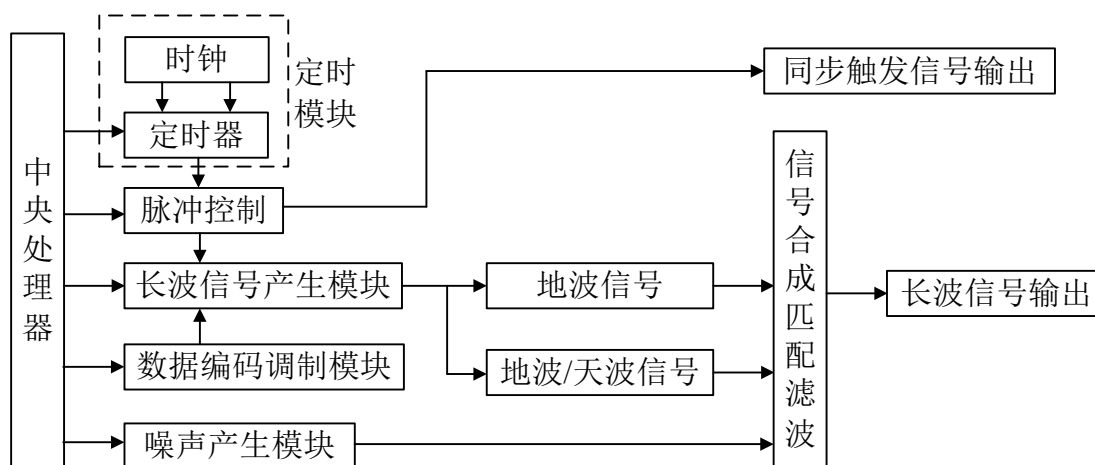 时钟
定时
模块
定时器
同步触发信号输出
中央处理器
脉冲控制
长波信号产生模块
地波信号
信号合成匹配滤波
长波信号输出
数据编码调制模块
地波/天波信号
噪声产生模块